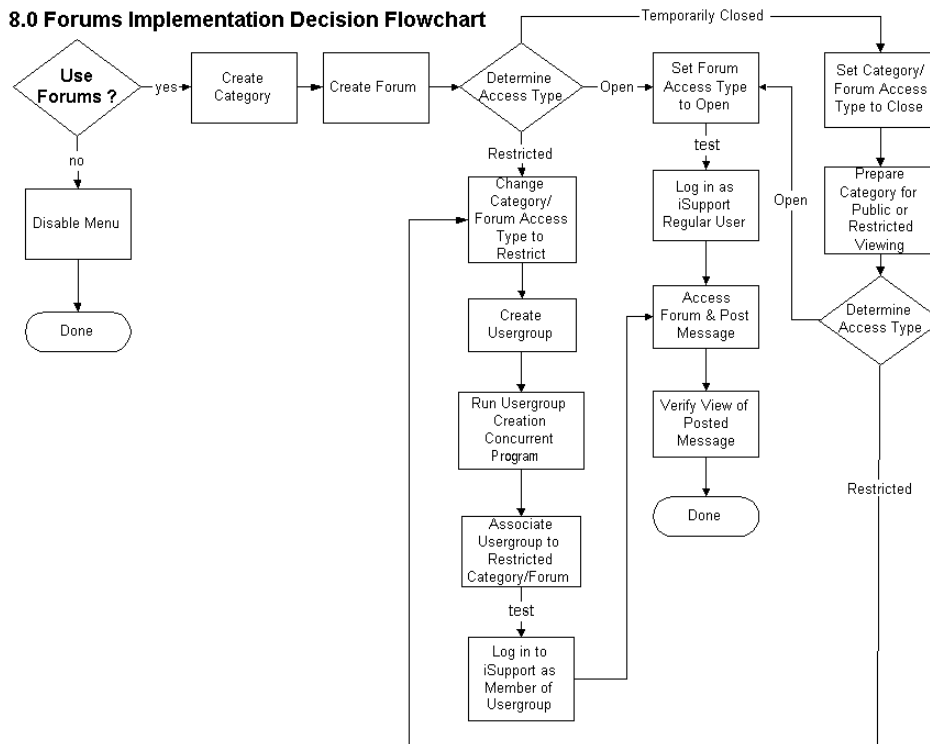 8.0 Forums Implementation Decision Flowchart
Temporarily Closed
Use
Forums ?
yes
Create
Category
Create Forum
Determine
Access Type
Open
Set Forum
Access Type
to Open
Set Category/
Forum Access
Type to Close
no
Restricted
test
Disable Menu
Change
Category/
Forum Access
Type to
Restrict
Log in as
iSupport
Regular User
Open
Prepare
Category for
Public or
Restricted
Viewing
Done
Create
Usergroup
Access
Forum & Post
Message
Determine
Access Type
Run Usergroup
Creation
Concurrent
Program
Verify View of
Posted
Message
Restricted
Associate
Usergroup to
Restricted
Category/Forum
Done
test
Log in to
iSupport as
Member of
Usergroup